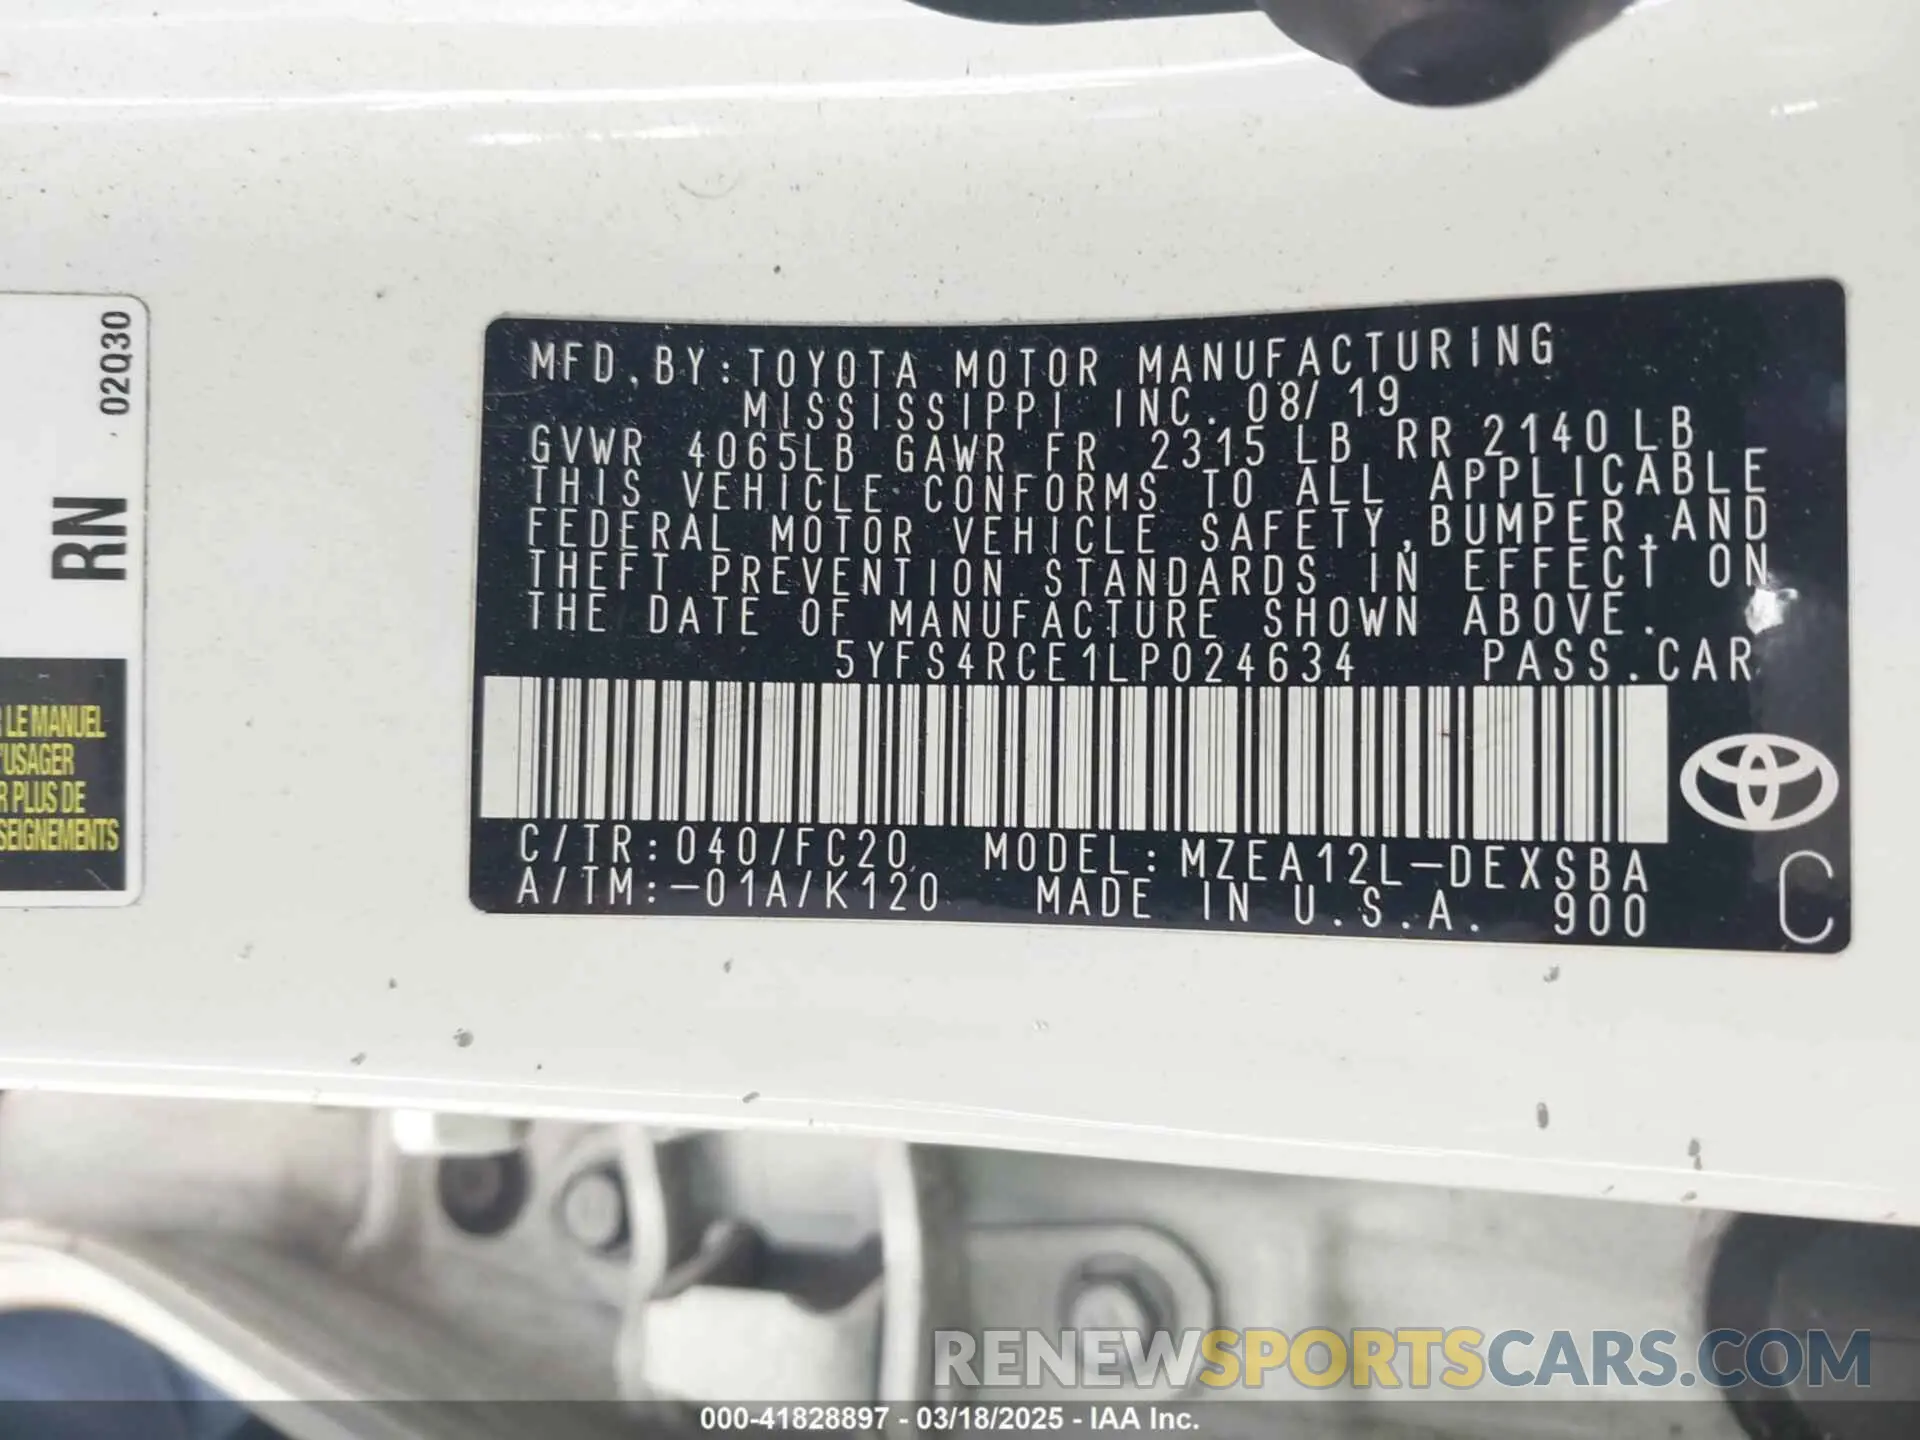 02Q30
RN
LE MANUEL
'USAGER
R PLUS DE
SEIGNEMENTS
MFD.BY:TOYOTA MOTOR MANUFACTURING
MISSISSIPPI INC. 08/19
GVWR 4065LB GAWR FR 2315 LB RR 2140 LB
THIS VEHICLE CONFORMS TO ALL APPLICABLE
FEDERAL MOTOR VEHICLE SAFETY,BUMPER,AND
THEFT PREVENTION STANDARDS IN EFFECT ON
THE DATE OF MANUFACTURE SHOWN ABOVE.
5YFS4RCE1LP024634 PASS.CAR
C/TR:040/FC20 MODEL:MZEA12L-DEXSBA
A/TM:-01A/K120 MADE IN U.S.A. 900
C
RENEWSPORTSCARS.COM
000-41828897 - 03/18/2025 - IAA Inc.